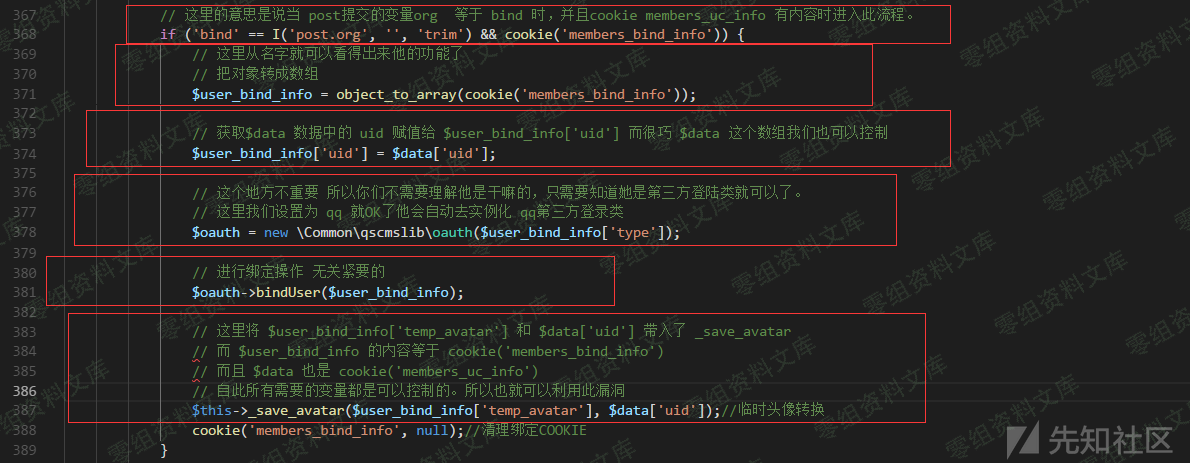 367 // 这里的意思是说当 post提交的变量org 等于 bind 时，并且cookie members_uc_info 有内容时进入此流程。
368 if ('bind' == I('post.org', '', 'trim') && cookie('members_bind_info')) {
369 // 这里从名字就可以看得出来他的功能了
370 // 把对象转成数组
371 $user_bind_info = object_to_array(cookie('members_bind_info'));
372
373 // 获取$data 数据中的 uid 赋值给 $user_bind_info['uid'] 而很巧 $data 这个数组我们也可以控制
374 $user_bind_info['uid'] = $data['uid'];
375
376 // 这个地方不重要 所以你们不需要理解他是干嘛的，只需要知道她是第三方登陆类就可以了。
377 // 这里我们设置为 qq 就OK了他会自动去实例化 qq第三方登录类
378 $oauth = new \Common\qscmslib\oauth($user_bind_info['type']);
379
380 // 进行绑定操作 无关紧要的
381 $oauth->bindUser($user_bind_info);
382
383 // 这里将 $user_bind_info['temp_avatar'] 和 $data['uid'] 带入了 _save_avatar
384 // 而 $user_bind_info 的内容等于 cookie('members_bind_info')
385 // 而且 $data 也是 cookie('members_uc_info')
386 // 自此所有需要的变量都是可以控制的。所以也就可以利用此漏洞
387 $this->_save_avatar($user_bind_info['temp_avatar'], $data['uid']);//临时头像转换
388 cookie('members_bind_info', null);//清理绑定COOKIE
389 }
零组资料文库
先知社区